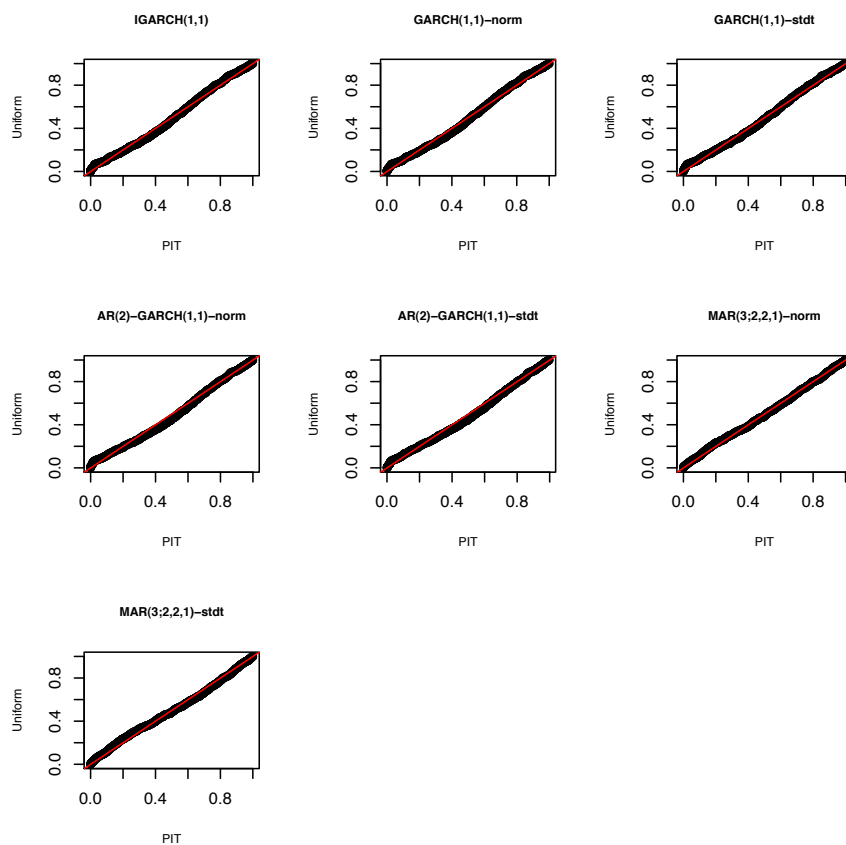 IGARCH(1,1)
Uniform
0.0 0.4 0.8
0.0 0.4 0.8
PIT
GARCH(1,1)−norm
Uniform
0.0 0.4 0.8
0.0 0.4 0.8
PIT
GARCH(1,1)−stdt
Uniform
0.0 0.4 0.8
0.0 0.4 0.8
PIT
AR(2)−GARCH(1,1)−norm
Uniform
0.0 0.4 0.8
0.0 0.4 0.8
PIT
AR(2)−GARCH(1,1)−stdt
Uniform
0.0 0.4 0.8
0.0 0.4 0.8
PIT
MAR(3;2,2,1)−norm
Uniform
0.0 0.4 0.8
0.0 0.4 0.8
PIT
MAR(3;2,2,1)−stdt
Uniform
0.0 0.4 0.8
0.0 0.4 0.8
PIT